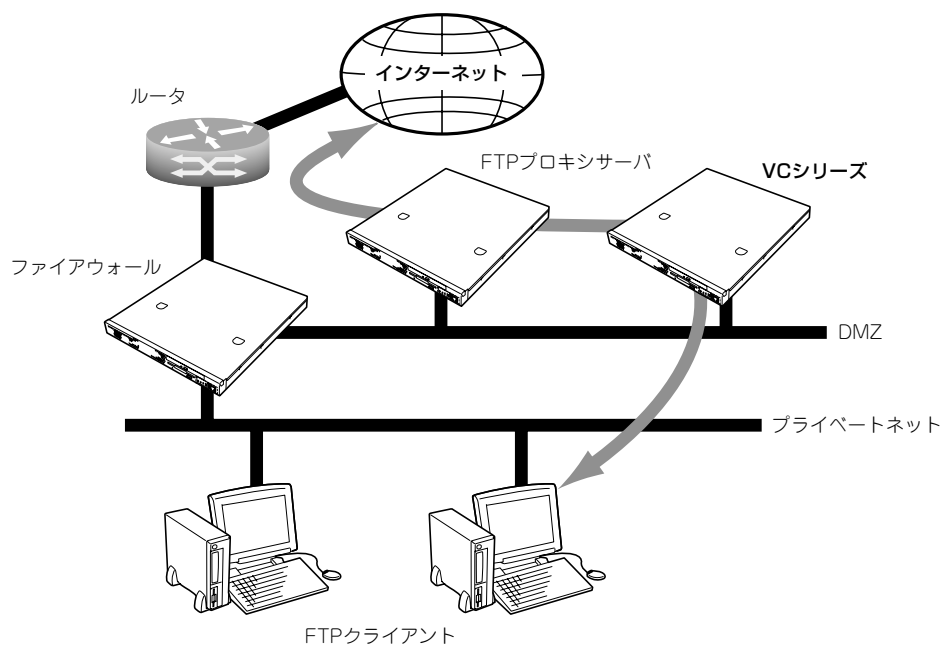 インターネット
ルータ
FTPプロキシサーバ
VCシリーズ
ファイアウォール
DMZ
プライベートネット
FTPクライアント